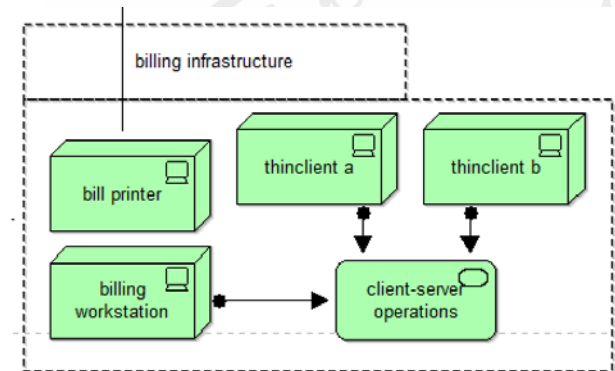 billing infrastructure
thinclient a
thinclient b
bill printer
billing
workstation
client-server
operations